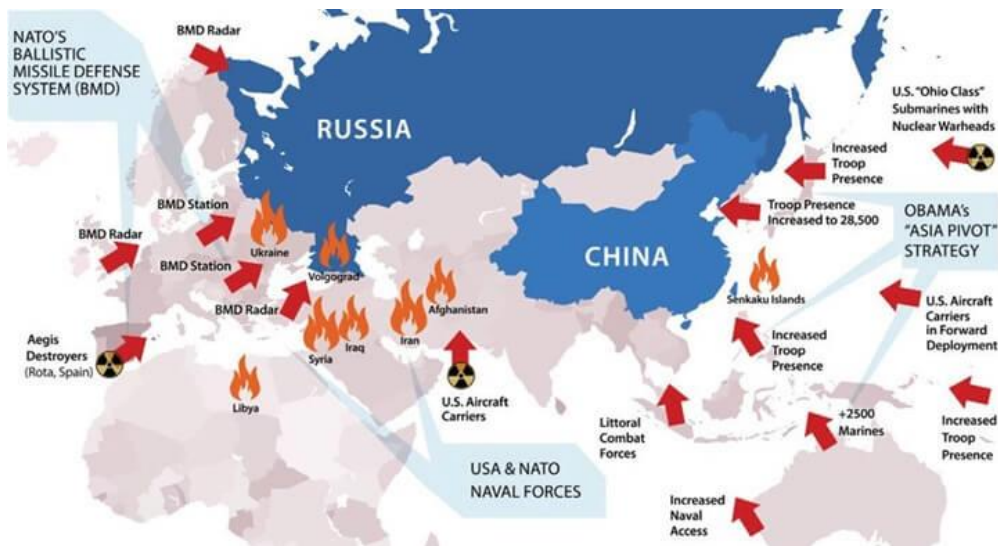 NATO'S
BALLISTIC
MISSILE DEFENSE
SYSTEM (BMD)
BMD Radar
RUSSIA
U.S. "Ohio Class"
Submarines with
Nuclear Warheads
Increased
Troop
Presence
BMD Station
Troop Presence
Increased to 28,500
OBAMA's
"ASIA PIVOT"
STRATEGY
BMD Radar
Ukraine
BMD Station
Volgograd
CHINA
Senkaku Islands
BMD Radar
Afghanistan
U.S. Aircraft
Carriers
in Forward
Deployment
Aegis
Destroyers
(Rota, Spain)
Syria
Iraq
Iran
Increased
Troop
Presence
Libya
U.S. Aircraft
Carriers
Littoral
Combat
Forces
+2500
Marines
Increased
Troop
Presence
USA & NATO
NAVAL FORCES
Increased
Naval
Access